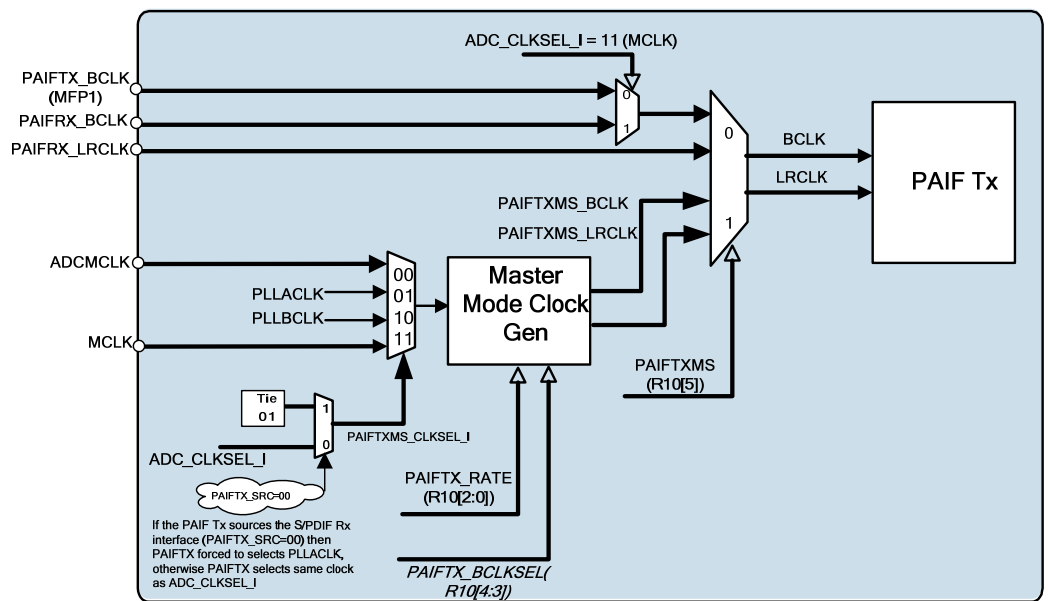 ADC_CLKSEL_I = 11 (MCLK)
PAIFTX_BCLK
(MFP1)
PAIFRX_BCLK
PAIFRX_LRCLK
0
1
0
1
BCLK
LRCLK
PAIF Tx
PAIFTXMS_BCLK
PAIFTXMS_LRCLK
ADCMCLK
PLLACLK
PLLBCLK
MCLK
00
01
10
11
Master
Mode Clock
Gen
PAIFTXMS
(R10[5])
Tie
01
1
0
PAIFTXMS_CLKSEL_I
ADC_CLKSEL_I
PAIFTX_SRC=00
PAIFTX_RATE
(R10[2:0])
PAIFTX_BCLKSEL(
R10[4:3])
If the PAIF Tx sources the S/PDIF Rx
interface (PAIFTX_SRC=00) then
PAIFTX forced to selects PLLACLK,
otherwise PAIFTX selects same clock
as ADC_CLKSEL_I